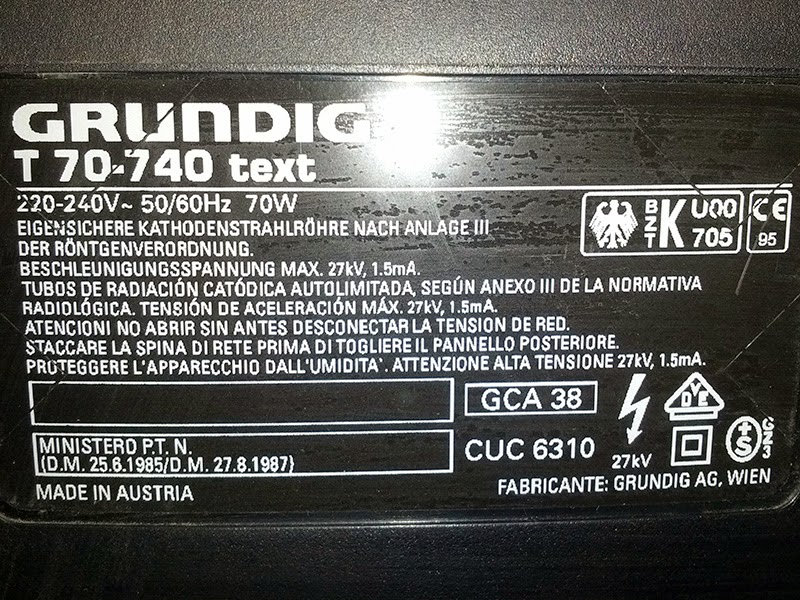 GRUNDIG
T 70-740 text
220-240V~ 50/60Hz 70W
EIGENSICHERE KATHODENSTRAHLRÖHRE NACH ANLAGE III
DER RÖNTGENVERORDNUNG.
BESCHLEUNIGUNGSSPANNUNG MAX. 27kV, 1.5mA.
TUBOS DE RADIACIÓN CATÓDICA AUTOLIMITADA, SEGÚN ANEXO III DE LA NORMATIVA
RADIOLÓGICA. TENSIÓN DE ACELERACIÓN MÁX. 27kV, 1.5mA.
ATENCIONI NO ABRIR SIN ANTES DESCONECTAR LA TENSION DE RED.
STACCARE LA SPINA DI RETE PRIMA DI TOGLIERE IL PANNELLO POSTERIORE.
PROTEGGERE L'APPARECCHIO DALL'UMIDITA'. ATTENZIONE ALTA TENSIONE 27kV, 1.5mA.
BZT K U00 705
CE 95
GCA 38
MINISTERO P.T. N.
(D.M. 25.6.1985/D.M. 27.8.1987)
CUC 6310
27kV
DVE
S
GZ3
MADE IN AUSTRIA
FABRICANTE: GRUNDIG AG, WIEN